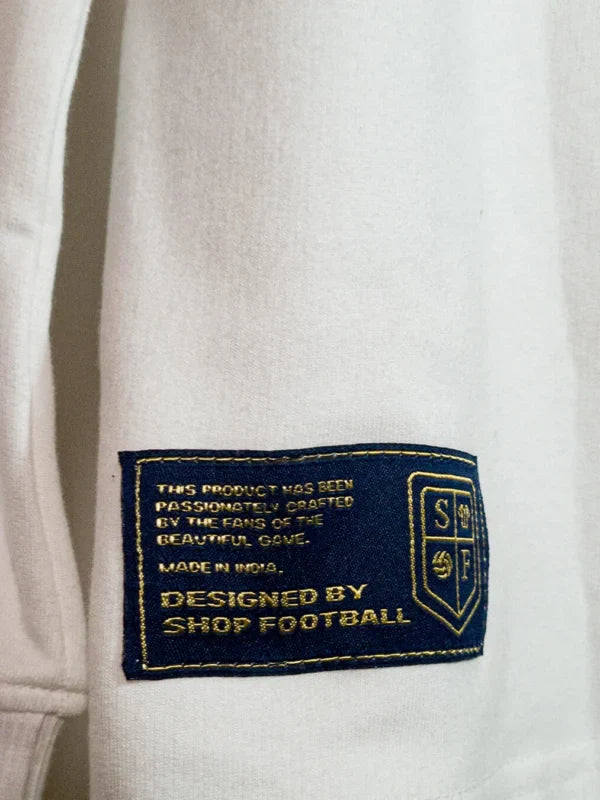 THIS PRODUCT HAS BEEN
PASSIONATELY CRAFTED
BY THE FANS OF THE
BEAUTIFUL GAME.
MADE IN INDIA.
DESIGNED BY
SHOP FOOTBALL
S
F